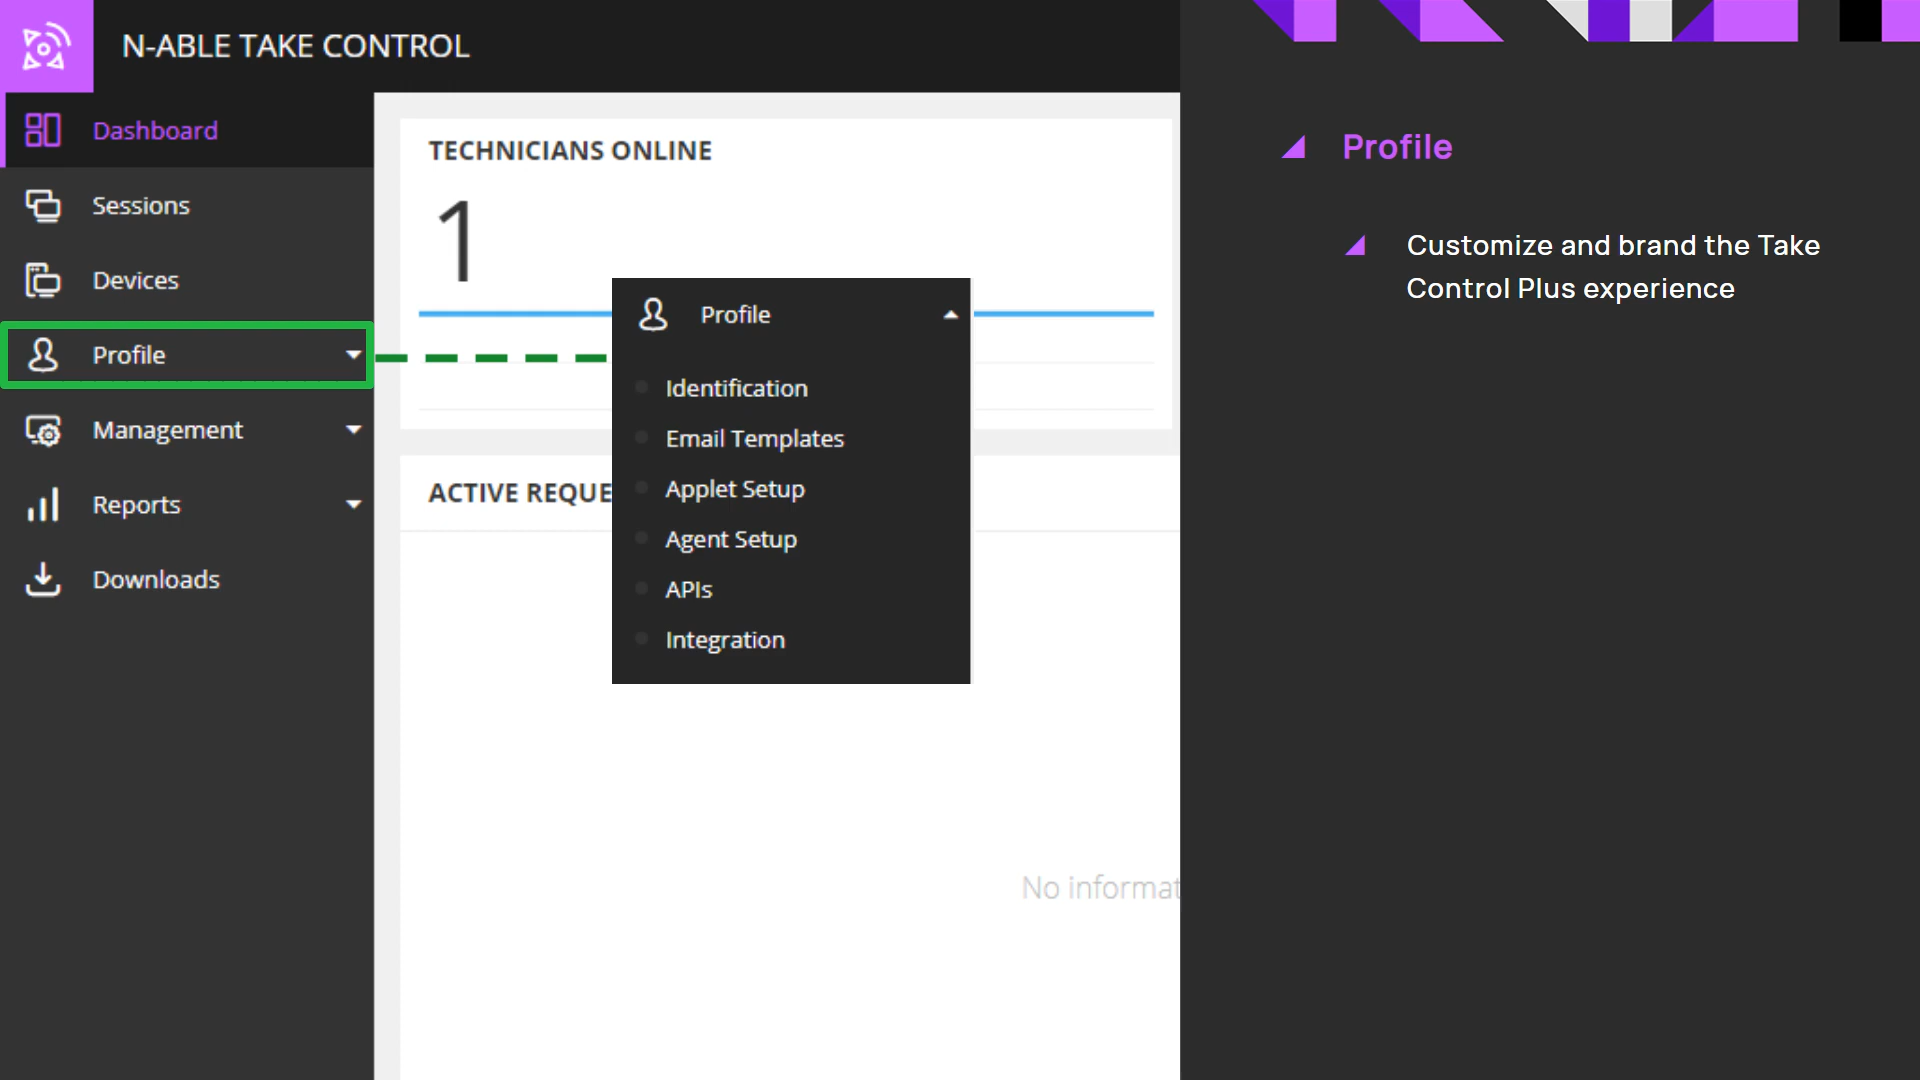 N-ABLE TAKE CONTROL
Dashboard
Sessions
Devices
Profile
Management
Reports
Downloads
TECHNICIANS ONLINE
1
ACTIVE REQUE
No informat
Profile
Identification
Email Templates
Applet Setup
Agent Setup
APIs
Integration
Profile
Customize and brand the Take
Control Plus experience